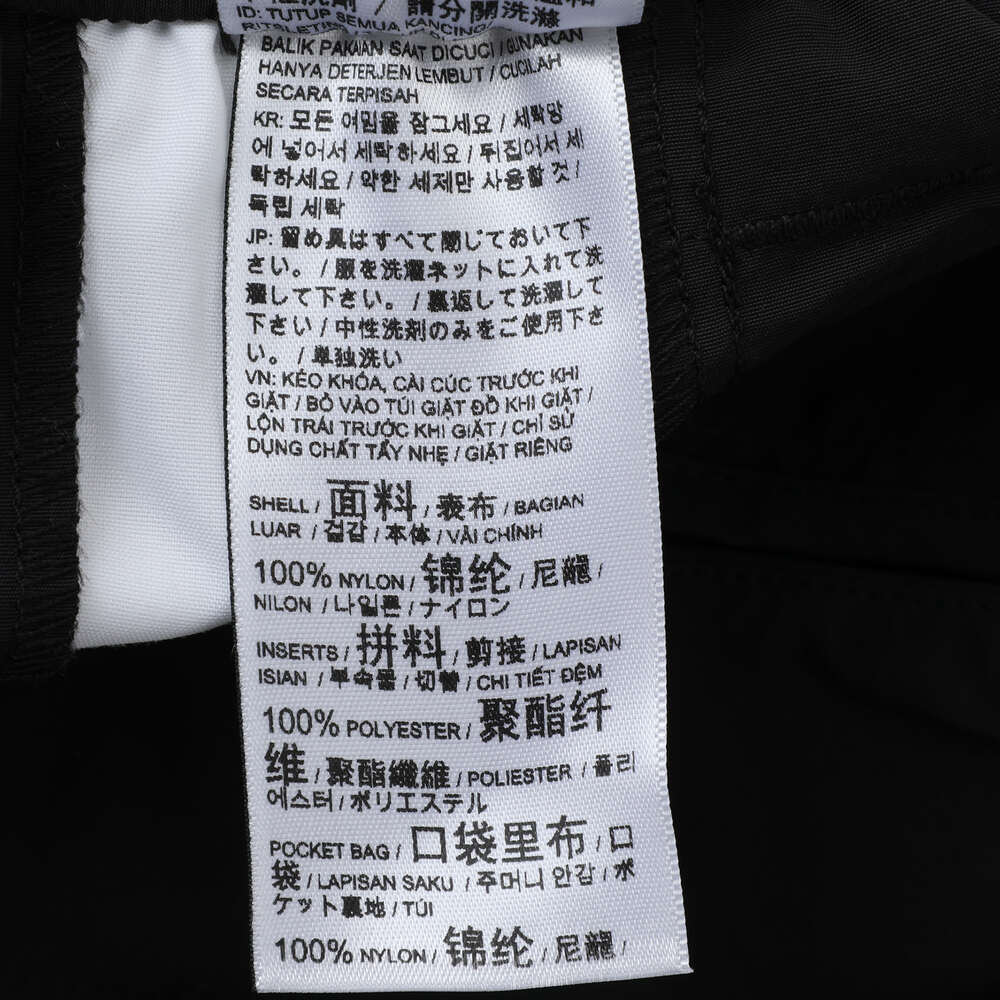 ID: TUTUP SEMUA KANCING/
BALIK PAKAIAN SAAT DICUCI / GUNAKAN
HANYA DETERJEN LEMBUT / CUCILAH
SECARA TERPISAH
KR: 모든 여밈을 잠그세요 / 세탁망
에 넣어서 세탁하세요 / 뒤집어서 세
탁하세요 / 약한 세제만 사용할 것 /
독립 세탁
JP: 留め具はすべて閉じておいて下
さい。 / 服を洗濯ネットに入れて洗
濯して下さい。 / 裏返して洗濯して
下さい / 中性洗剤のみをご使用下さ
い。 / 単独洗い
VN: KÉO KHÓA, CÀI CÚC TRƯỚC KHI
GIẶT / BỎ VÀO TÚI GIẶT ĐỒ KHI GIẶT /
LỘN TRÁI TRƯỚC KHI GIẶT / CHỈ SỬ
DỤNG CHẤT TẨY NHẸ / GIẶT RIÊNG
SHELL / 面料 / 表布 / BAGIAN
LUAR / 겉감 / 本体 / VẢI CHÍNH
100% NYLON / 锦纶 / 尼龍 /
NILON / 나일론 / ナイロン
INSERTS / 拼料 / 剪接 / LAPISAN
ISIAN / 부속물 / 切替 / CHI TIẾT ĐỆM
100% POLYESTER / 聚酯纤
维 / 聚酯纖維 / POLIESTER / 폴리
에스터 / ポリエステル
POCKET BAG / 口袋里布 / 口
袋 / LAPISAN SAKU / 주머니 안감 / ポ
ケット裏地 / TÚI
100% NYLON / 锦纶 / 尼龍 /